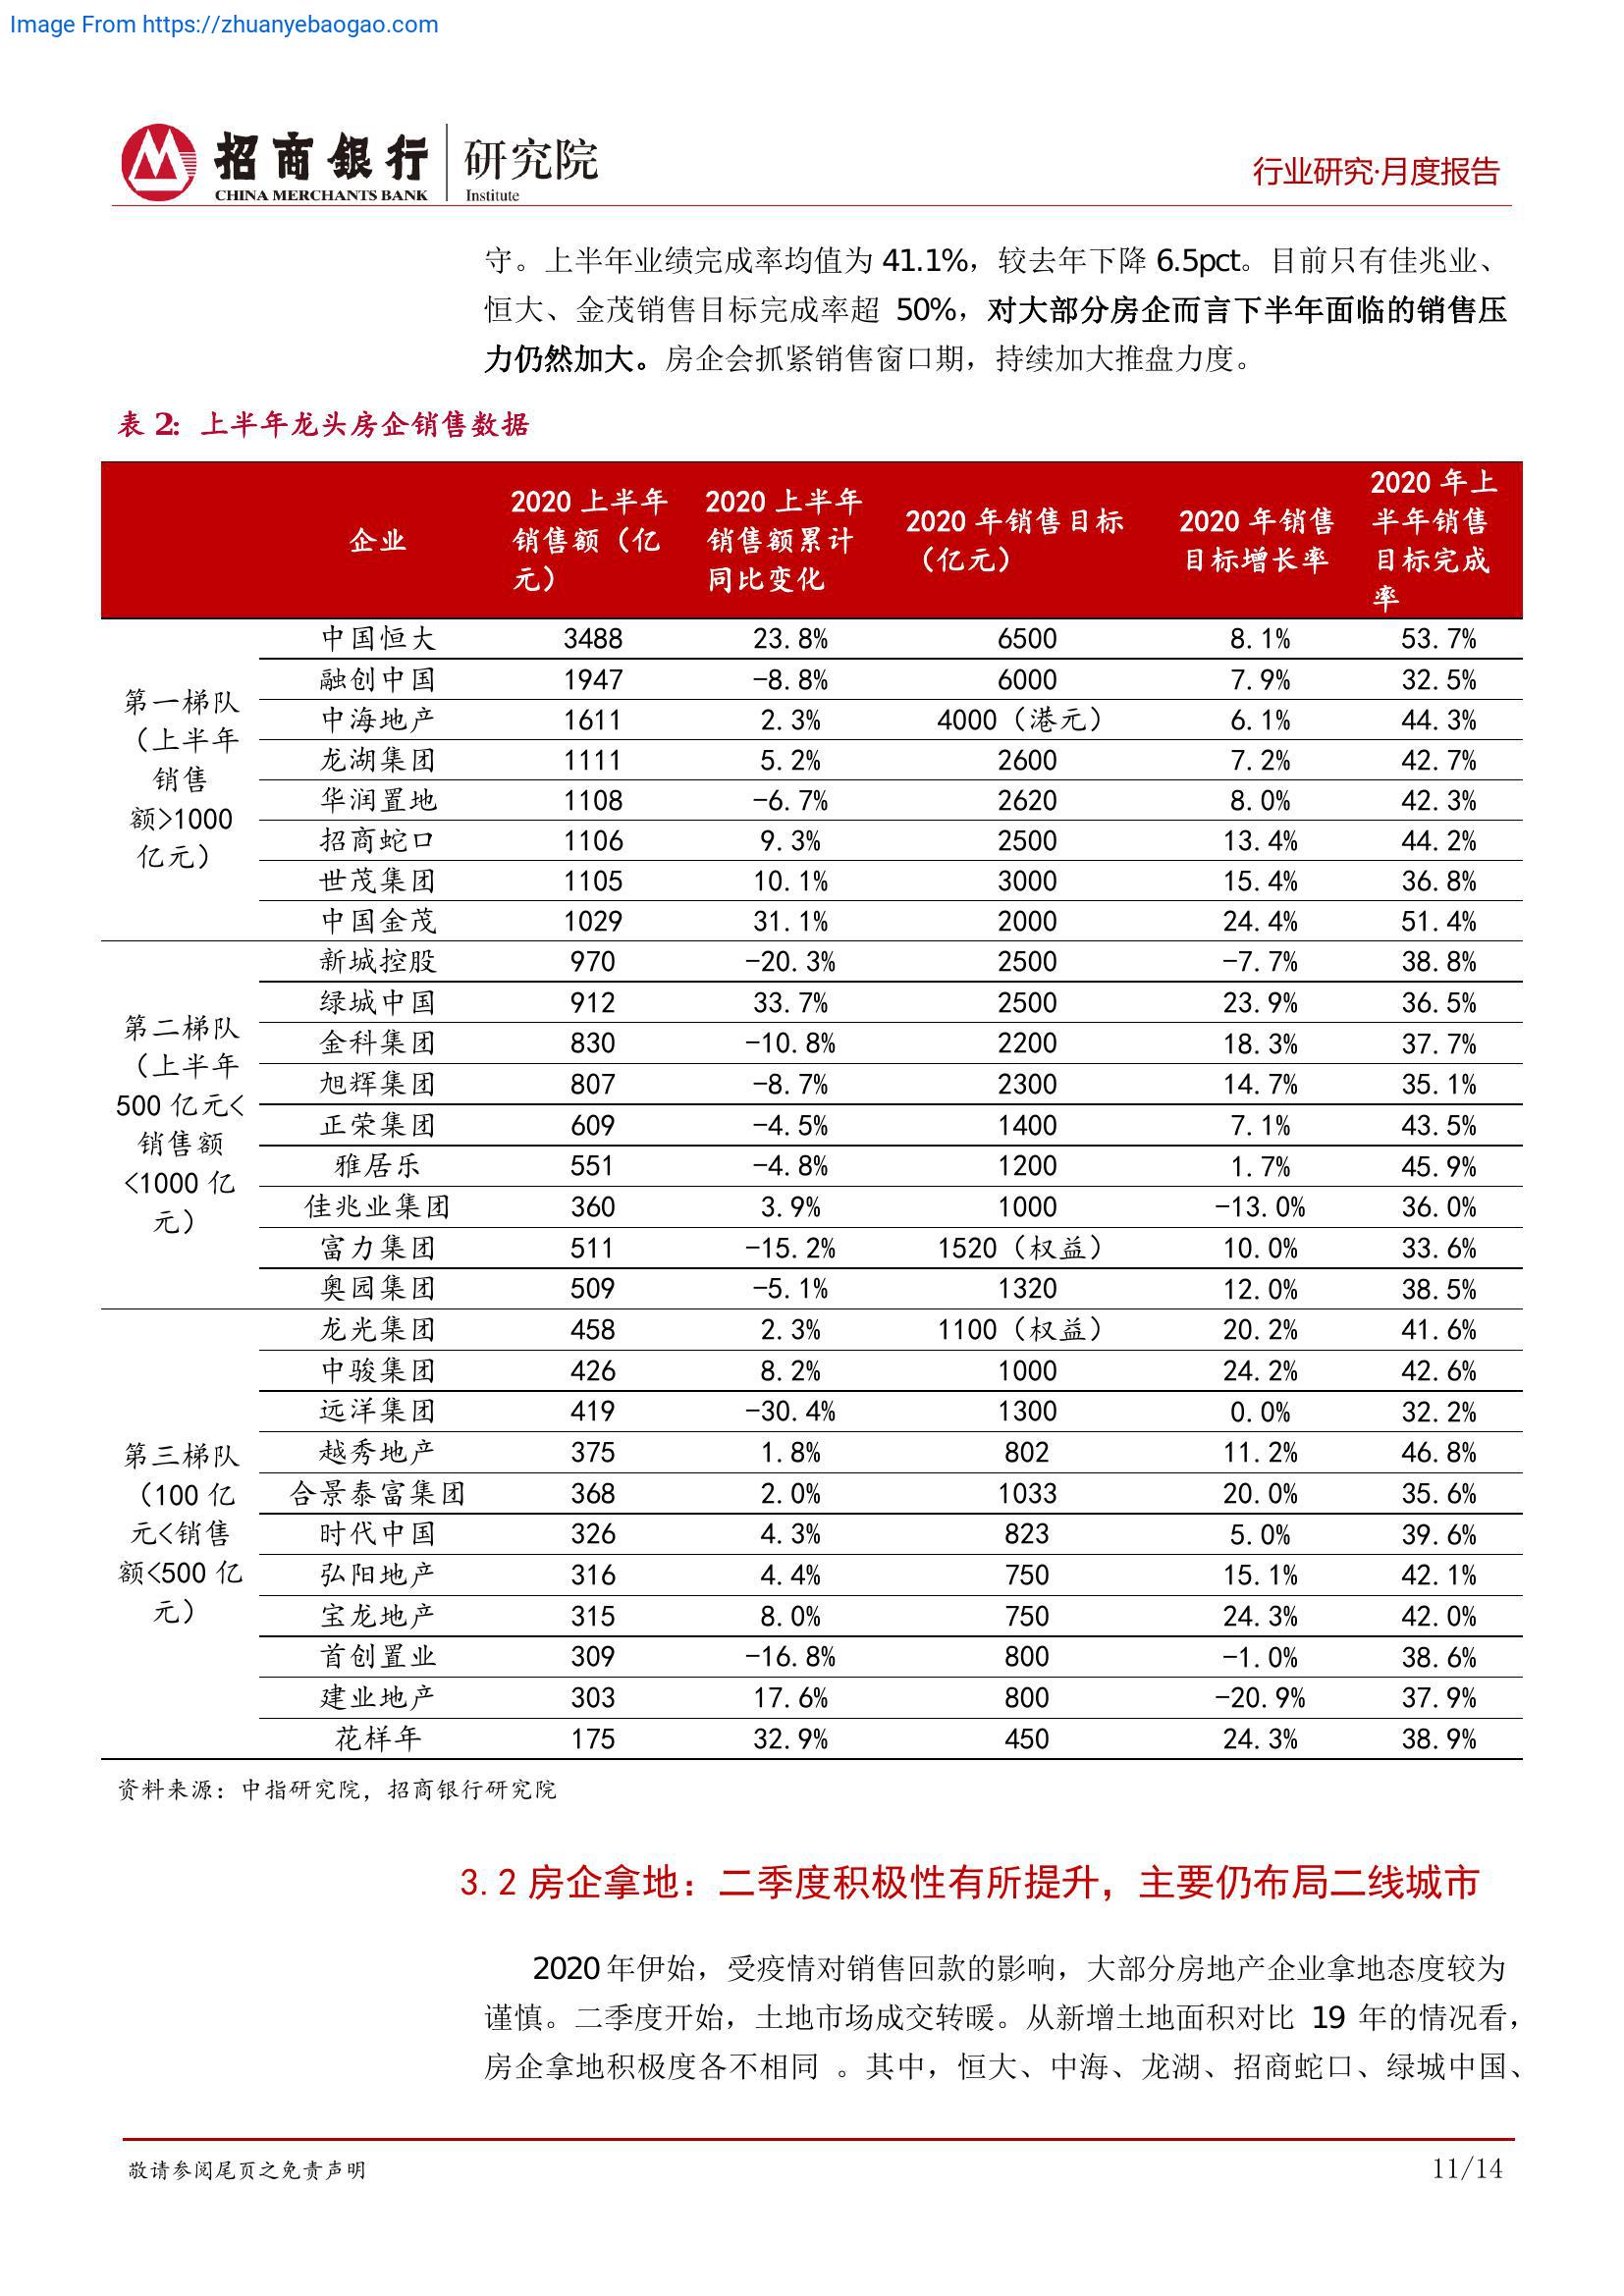 Image From https://zhuanyebaogao.com
招商銀行 研究院
CHINA MERCHANTS BANK Institute
行业研究·月度报告
守。上半年业绩完成率均值为 41.1%，较去年下降 6.5pct。目前只有佳兆业、
恒大、金茂销售目标完成率超 50%，对大部分房企而言下半年面临的销售压
力仍然加大。房企会抓紧销售窗口期，持续加大推盘力度。
表 2：上半年龙头房企销售数据
企业 2020 上半年销售额（亿元） 2020 上半年销售额累计同比变化 2020 年销售目标（亿元） 2020 年销售目标增长率 2020 年上半年销售目标完成率
第一梯队（上半年销售额>1000亿元）
中国恒大 3488 23.8% 6500 8.1% 53.7%
融创中国 1947 -8.8% 6000 7.9% 32.5%
中海地产 1611 2.3% 4000（港元） 6.1% 44.3%
龙湖集团 1111 5.2% 2600 7.2% 42.7%
华润置地 1108 -6.7% 2620 8.0% 42.3%
招商蛇口 1106 9.3% 2500 13.4% 44.2%
世茂集团 1105 10.1% 3000 15.4% 36.8%
中国金茂 1029 31.1% 2000 24.4% 51.4%
第二梯队（上半年500 亿元<销售额<1000 亿元）
新城控股 970 -20.3% 2500 -7.7% 38.8%
绿城中国 912 33.7% 2500 23.9% 36.5%
金科集团 830 -10.8% 2200 18.3% 37.7%
旭辉集团 807 -8.7% 2300 14.7% 35.1%
正荣集团 609 -4.5% 1400 7.1% 43.5%
雅居乐 551 -4.8% 1200 1.7% 45.9%
佳兆业集团 360 3.9% 1000 -13.0% 36.0%
富力集团 511 -15.2% 1520（权益） 10.0% 33.6%
奥园集团 509 -5.1% 1320 12.0% 38.5%
第三梯队（100 亿元<销售额<500 亿元）
龙光集团 458 2.3% 1100（权益） 20.2% 41.6%
中骏集团 426 8.2% 1000 24.2% 42.6%
远洋集团 419 -30.4% 1300 0.0% 32.2%
越秀地产 375 1.8% 802 11.2% 46.8%
合景泰富集团 368 2.0% 1033 20.0% 35.6%
时代中国 326 4.3% 823 5.0% 39.6%
弘阳地产 316 4.4% 750 15.1% 42.1%
宝龙地产 315 8.0% 750 24.3% 42.0%
首创置业 309 -16.8% 800 -1.0% 38.6%
建业地产 303 17.6% 800 -20.9% 37.9%
花样年 175 32.9% 450 24.3% 38.9%
资料来源：中指研究院，招商银行研究院
3.2 房企拿地：二季度积极性有所提升，主要仍布局二线城市
2020 年伊始，受疫情对销售回款的影响，大部分房地产企业拿地态度较为
谨慎。二季度开始，土地市场成交转暖。从新增土地面积对比 19 年的情况看，
房企拿地积极度各不相同 。其中，恒大、中海、龙湖、招商蛇口、绿城中国、
敬请参阅尾页之免责声明
11/14